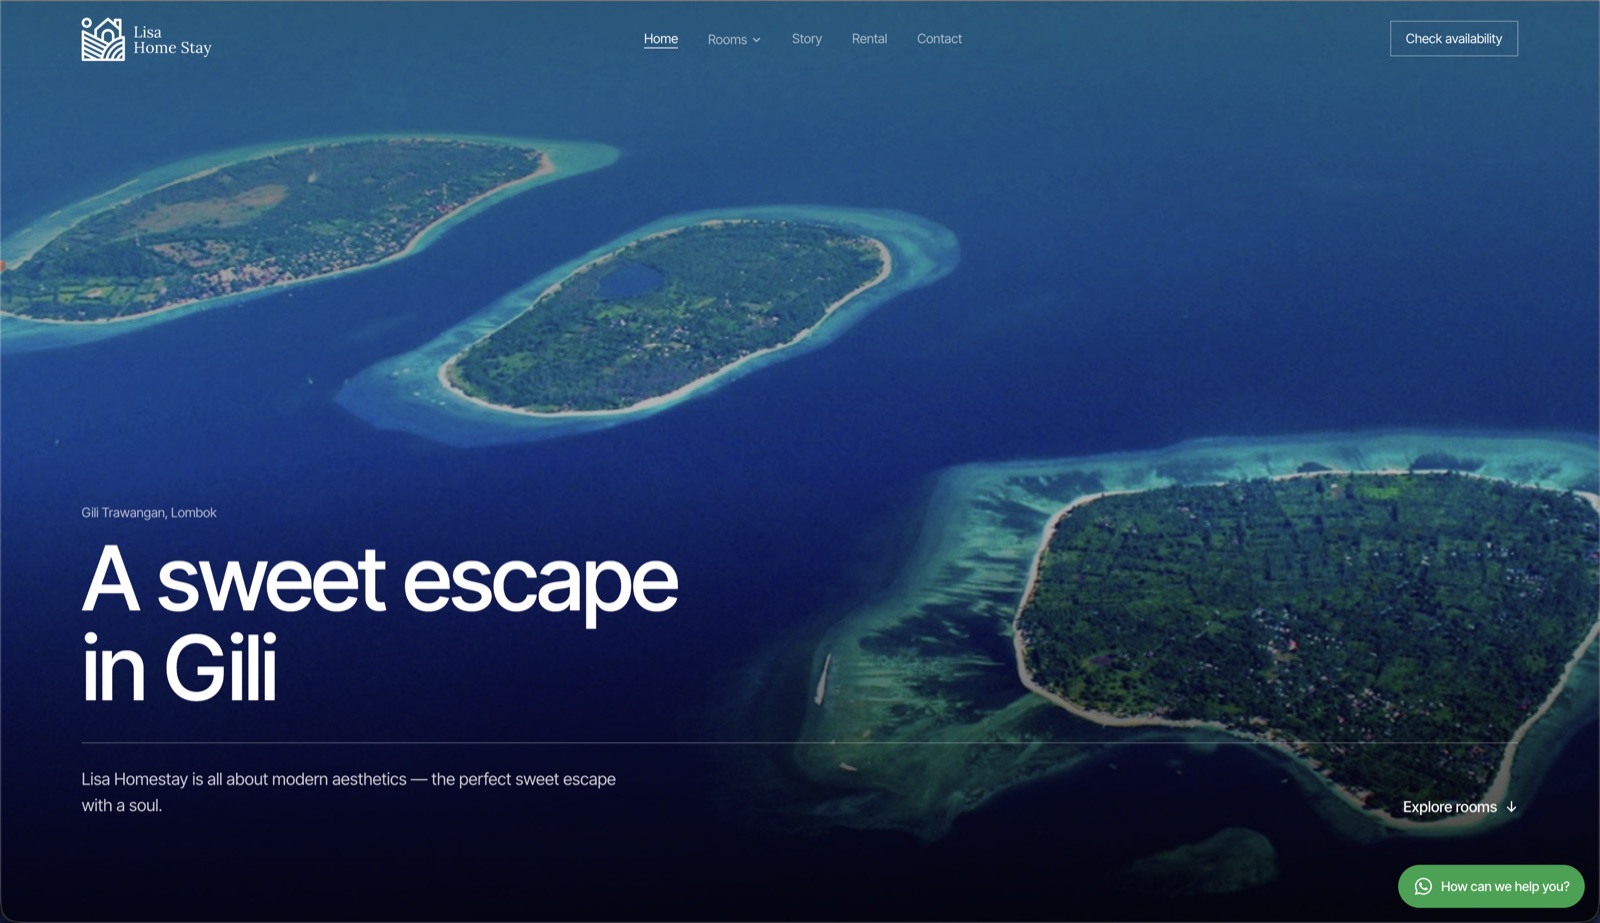 Lisa
Home Stay
Home
Rooms
Story
Rental
Contact
Check availability
Gili Trawangan, Lombok
A sweet escape
in Gili
Lisa Homestay is all about modern aesthetics — the perfect sweet escape
with a soul.
Explore rooms ↓
How can we help you?